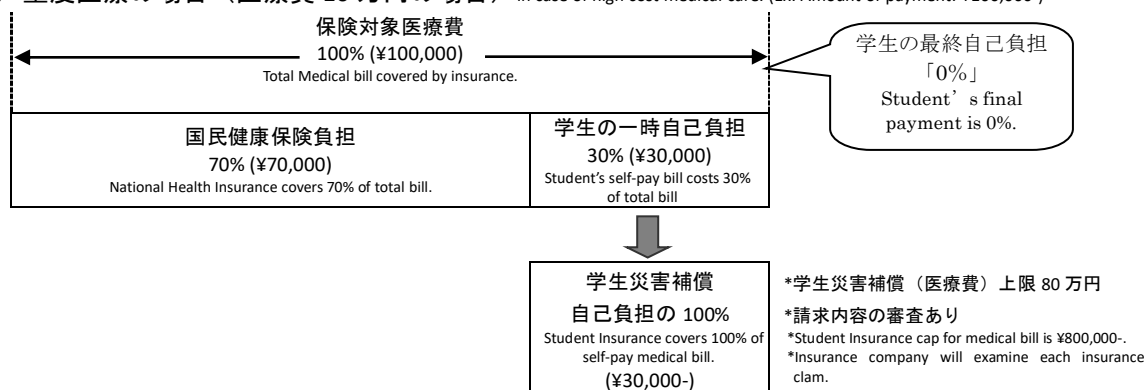 保険対象医療費
100% (¥100,000)
Total Medical bill covered by insurance.
学生の最終自己負担
「0%」
Student’s final
payment is 0%.
国民健康保険負担
70% (¥70,000)
National Health Insurance covers 70% of total bill.
学生の一時自己負担
30% (¥30,000)
Student’s self-pay bill costs 30%
of total bill
学生災害補償
自己負担の 100%
Student Insurance covers 100% of
self-pay medical bill.
(¥30,000-)
*学生災害補償（医療費）上限 80 万円
*請求内容の審査あり
*Student Insurance cap for medical bill is ¥800,000-.
*Insurance company will examine each insurance
clam.